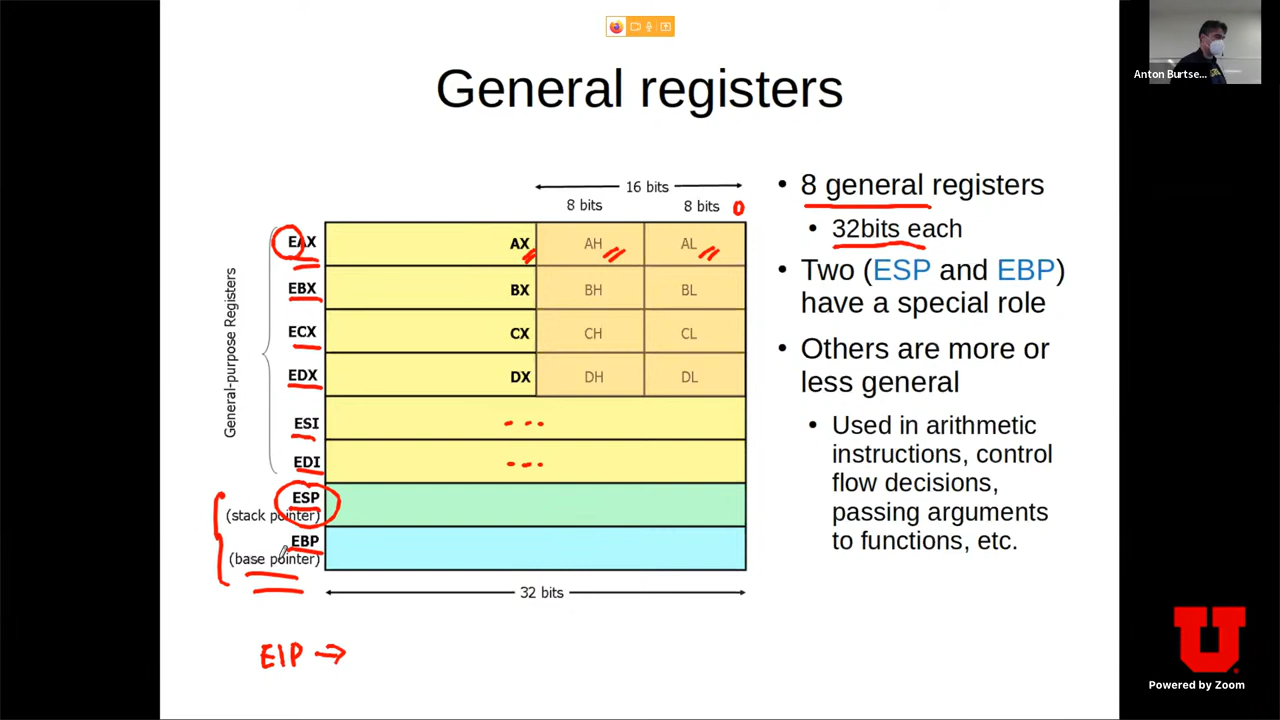 General registers
Anton Burtse...
16 bits
8 bits 8 bits 0
EAX AX AH AL
EBX BX BH BL
ECX CX CH CL
EDX DX DH DL
ESI
EDI
ESP
(stack pointer)
EBP
(base pointer)
General-purpose Registers
32 bits
EIP →
• 8 general registers
• 32bits each
• Two (ESP and EBP)
have a special role
• Others are more or
less general
• Used in arithmetic
instructions, control
flow decisions,
passing arguments
to functions, etc.
U
Powered by Zoom